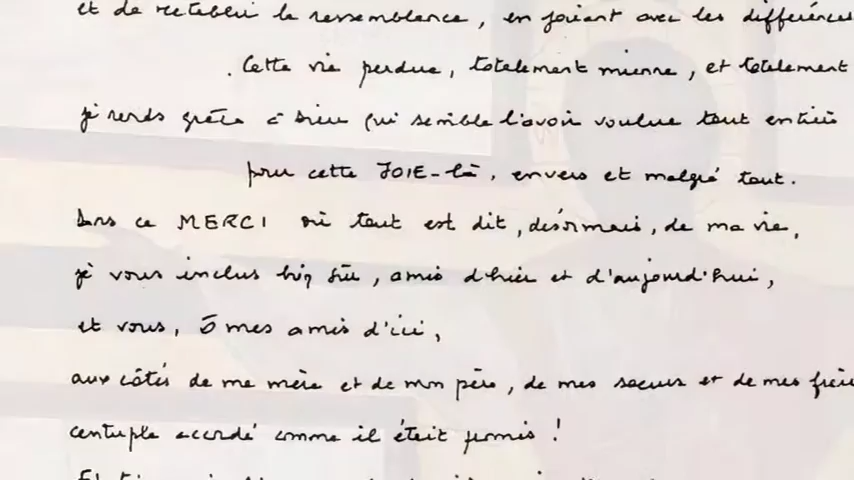 et de rétablir la ressemblance, en jouant avec les différences
. Cette vie perdue, totalement mienne, et totalement
je rends grâce à Dieu qui semble l'avoir voulue tout entière
pour cette JOIE-là, envers et malgré tout.
Dans ce MERCI où tout est dit, désormais, de ma vie,
je vous inclus bien sûr, amis d'hier et d'aujourd'hui,
et vous, ô mes amis d'ici,
aux côtés de ma mère et de mon père, de mes soeurs et de mes frère
centuple accordé comme il était promis !